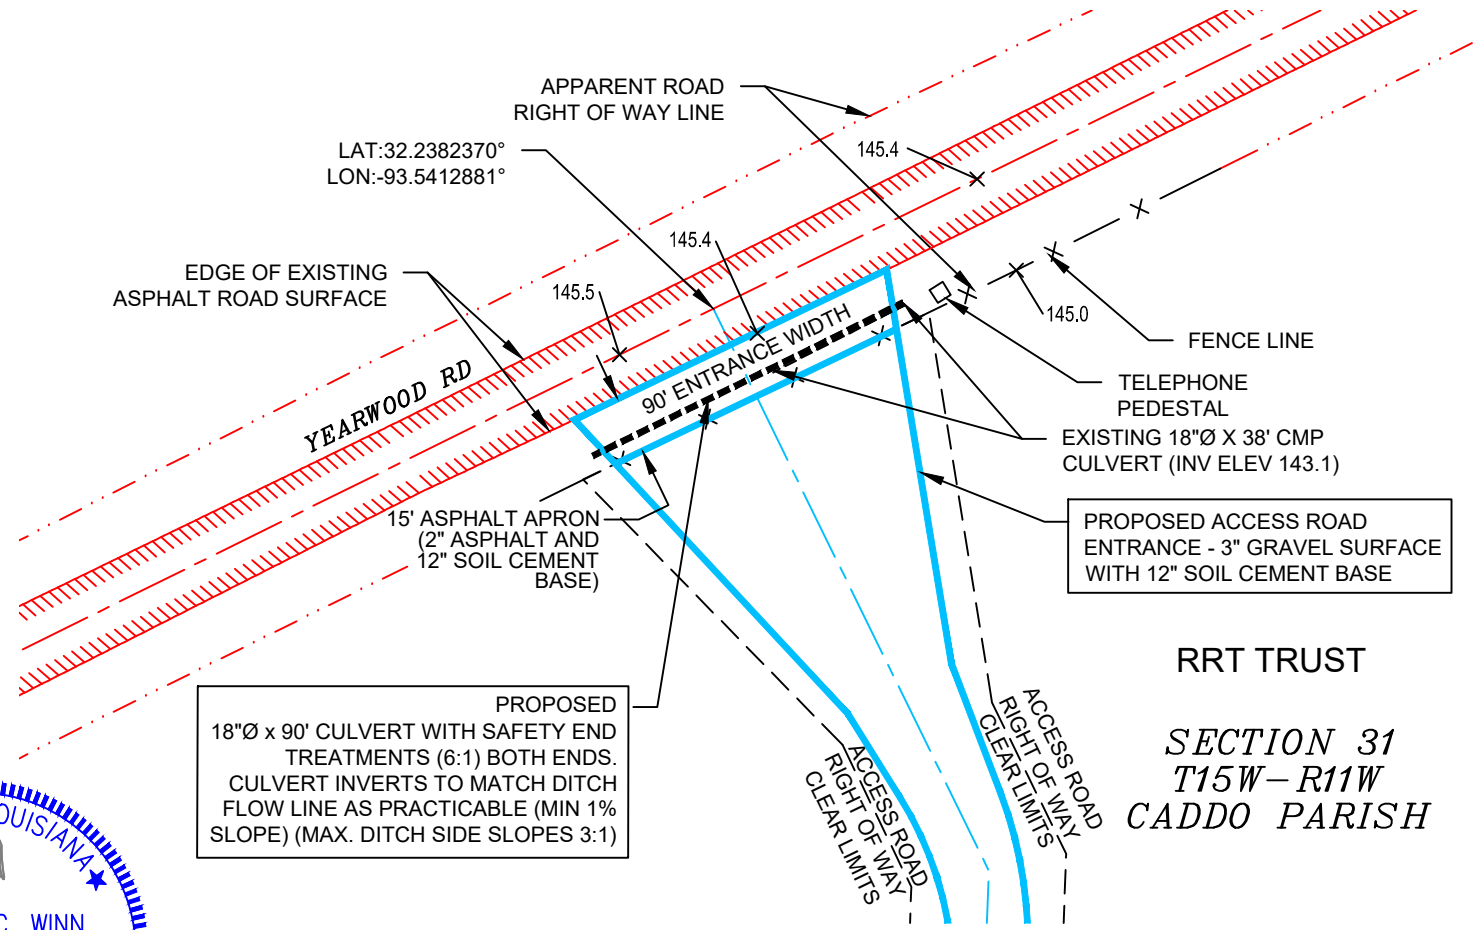 APPARENT ROAD
RIGHT OF WAY LINE
LAT:32.2382370°
LON:-93.5412881°
145.4
145.4
145.5
EDGE OF EXISTING
ASPHALT ROAD SURFACE
145.0
FENCE LINE
90' ENTRANCE WIDTH
YEARWOOD RD
TELEPHONE
PEDESTAL
EXISTING 18"Ø X 38' CMP
CULVERT (INV ELEV 143.1)
15' ASPHALT APRON
(2" ASPHALT AND
12" SOIL CEMENT
BASE)
PROPOSED ACCESS ROAD
ENTRANCE - 3" GRAVEL SURFACE
WITH 12" SOIL CEMENT BASE
RRT TRUST
SECTION 31
T15W-R11W
CADDO PARISH
PROPOSED
18"Ø x 90' CULVERT WITH SAFETY END
TREATMENTS (6:1) BOTH ENDS.
CULVERT INVERTS TO MATCH DITCH
FLOW LINE AS PRACTICABLE (MIN 1%
SLOPE) (MAX. DITCH SIDE SLOPES 3:1)
ACCESS ROAD
RIGHT OF WAY
CLEAR LIMITS
ACCESS ROAD
RIGHT OF WAY
CLEAR LIMITS
OUISIANA
C. WINN